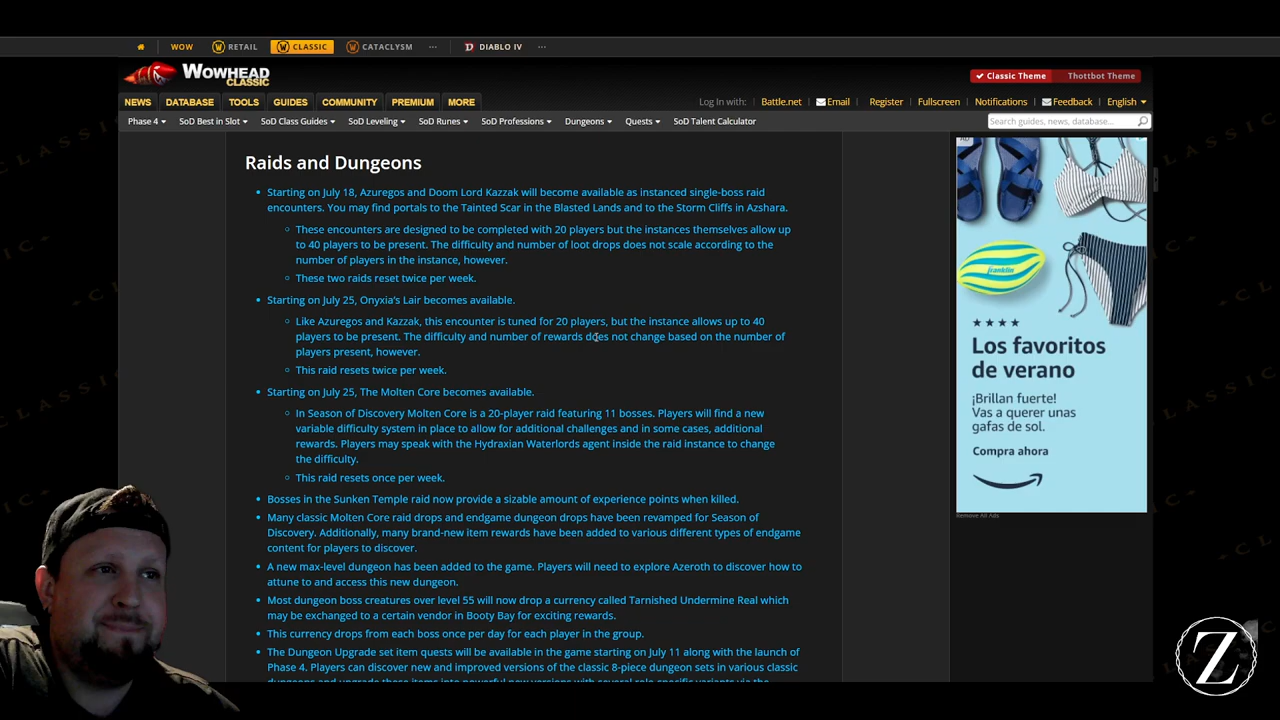 WOW RETAIL CLASSIC CATACLYSM ... DIABLO IV ...
WOWHEAD
CLASSIC
Classic Theme Thottbot Theme
NEWS DATABASE TOOLS GUIDES COMMUNITY PREMIUM MORE
Log In with: Battle.net Email Register Fullscreen Notifications Feedback English
Phase 4 SoD Best in Slot SoD Class Guides SoD Leveling SoD Runes SoD Professions Dungeons Quests SoD Talent Calculator
Search guides, news, database...
Raids and Dungeons
Starting on July 18, Azuregos and Doom Lord Kazzak will become available as instanced single-boss raid
encounters. You may find portals to the Tainted Scar in the Blasted Lands and to the Storm Cliffs in Azshara.
These encounters are designed to be completed with 20 players but the instances themselves allow up
to 40 players to be present. The difficulty and number of loot drops does not scale according to the
number of players in the instance, however.
These two raids reset twice per week.
Starting on July 25, Onyxia's Lair becomes available.
Like Azuregos and Kazzak, this encounter is tuned for 20 players, but the instance allows up to 40
players to be present. The difficulty and number of rewards does not change based on the number of
players present, however.
This raid resets twice per week.
Starting on July 25, The Molten Core becomes available.
In Season of Discovery Molten Core is a 20-player raid featuring 11 bosses. Players will find a new
variable difficulty system in place to allow for additional challenges and in some cases, additional
rewards. Players may speak with the Hydraxian Waterlords agent inside the raid instance to change
the difficulty.
This raid resets once per week.
Bosses in the Sunken Temple raid now provide a sizable amount of experience points when killed.
Many classic Molten Core raid drops and endgame dungeon drops have been revamped for Season of
Discovery. Additionally, many brand-new item rewards have been added to various different types of endgame
content for players to discover.
A new max-level dungeon has been added to the game. Players will need to explore Azeroth to discover how to
attune to and access this new dungeon.
Most dungeon boss creatures over level 55 will now drop a currency called Tarnished Undermine Real which
may be exchanged to a certain vendor in Booty Bay for exciting rewards.
This currency drops from each boss once per day for each player in the group.
The Dungeon Upgrade set item quests will be available in the game starting on July 11 along with the launch of
Phase 4. Players can discover new and improved versions of the classic 8-piece dungeon sets in various classic
dungeons and upgrade these items into powerful new versions with several role-specific variants via the
franklin
Los favoritos
de verano
¡Brillan fuerte!
Vas a querer unas
gafas de sol.
Compra ahora
Remove All Ads
Z